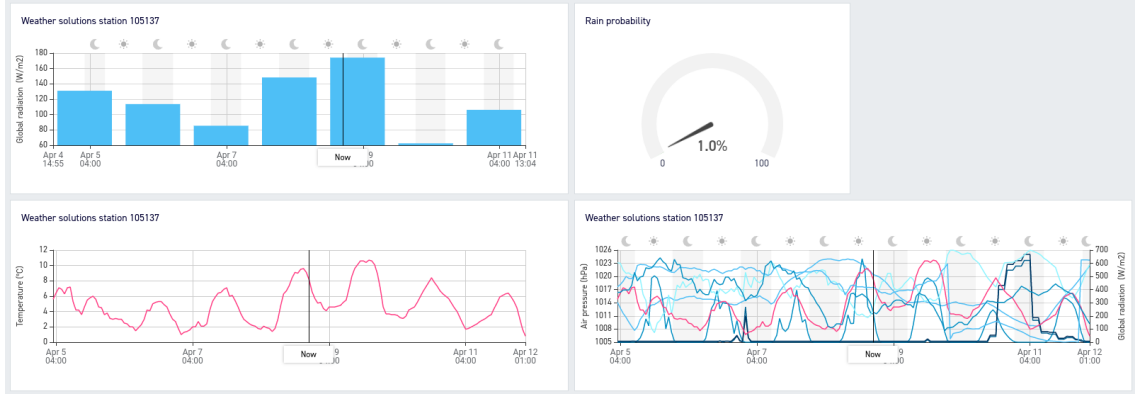 Weather solutions station 105137
Rain probability
Global radiation (W/m2)
180
160
140
120
100
80
60
Apr 4
14:55
Apr 5
04:00
Apr 7
04:00
Now
Apr 11
04:00
Apr 11
13:04
1.0%
0
100
Weather solutions station 105137
Temperature (°C)
12
10
8
6
4
2
0
Apr 5
04:00
Apr 7
04:00
Now
Apr 11
04:00
Apr 12
01:00
Weather solutions station 105137
Air pressure (hPa)
1026
1023
1020
1017
1014
1011
1008
1005
Global radiation (W/m2)
700
600
500
400
300
200
100
0
Apr 5
04:00
Apr 7
04:00
Now
Apr 11
04:00
Apr 12
01:00